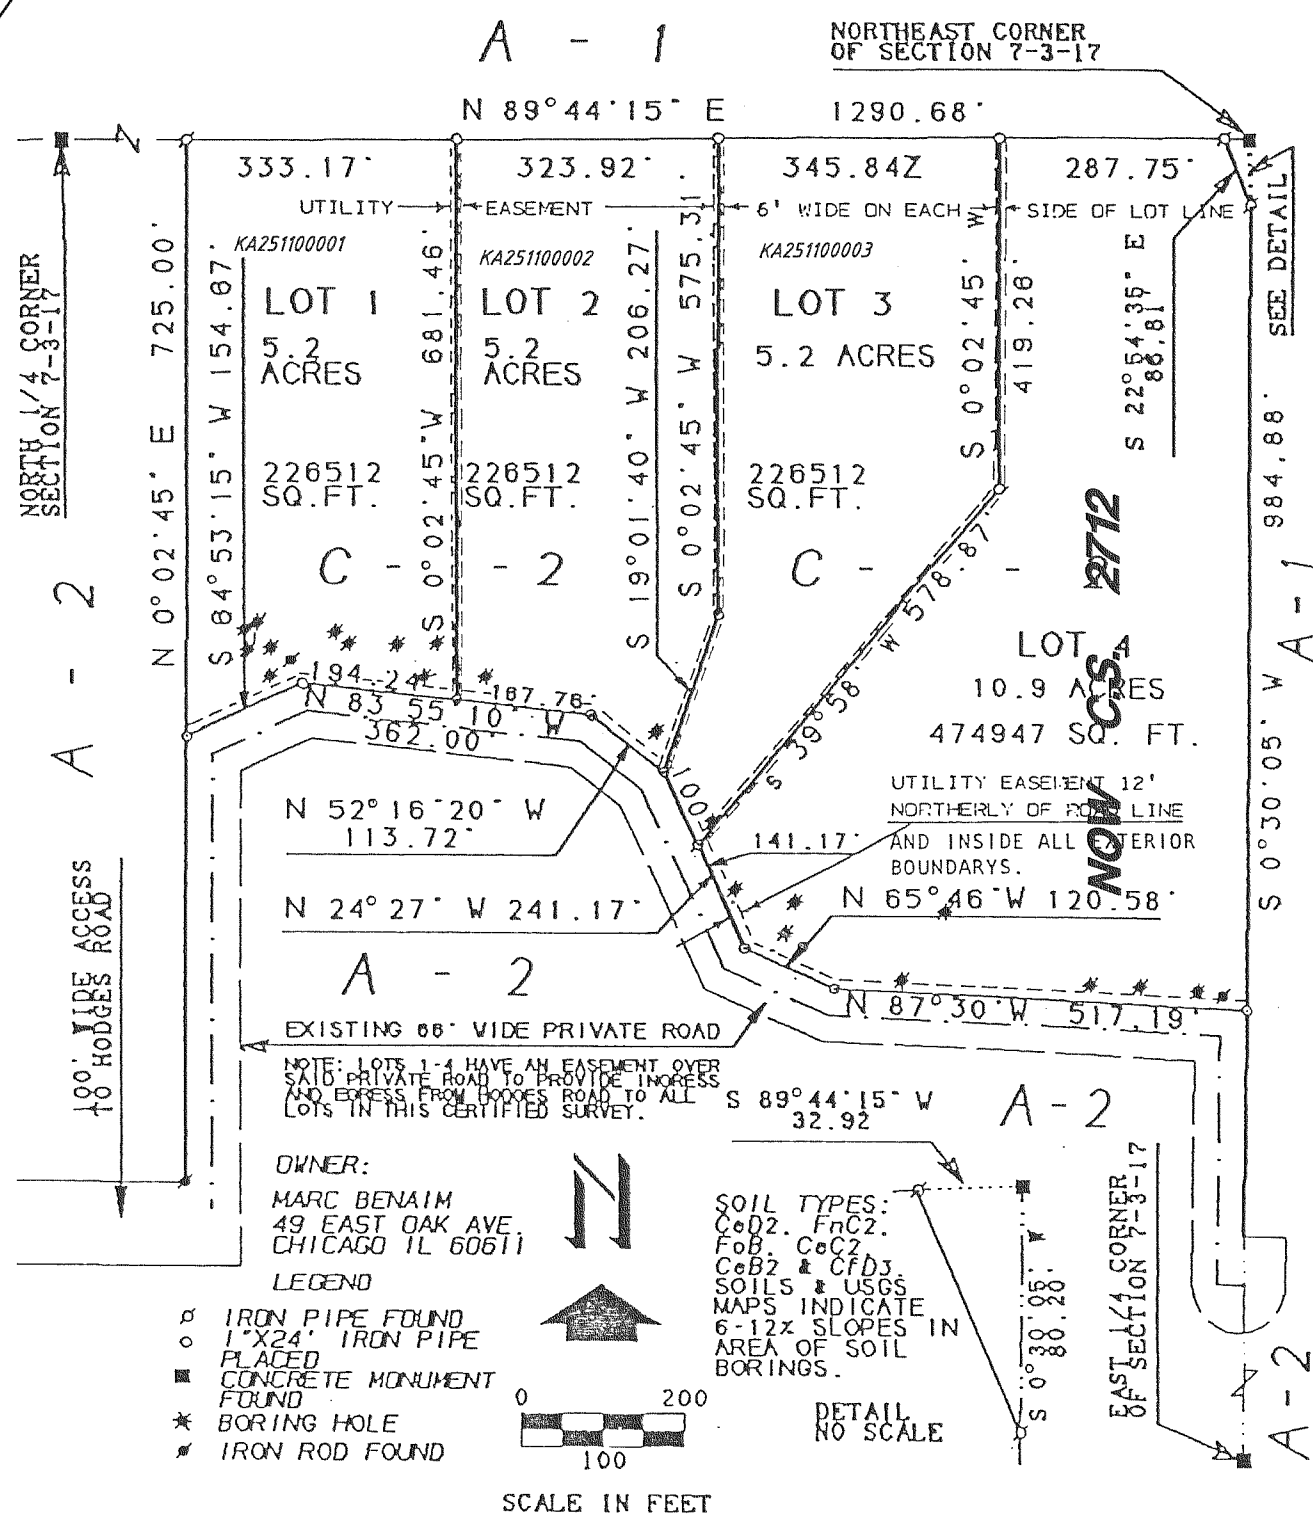 A - 1
NORTHEAST CORNER
OF SECTION 7-3-17
N 89°44'15" E 1290.68'
333.17'
323.92'
345.84Z
287.75'
UTILITY
EASEMENT
6' WIDE ON EACH
SIDE OF LOT LINE
KA251100001
KA251100002
KA251100003
LOT 1
5.2
ACRES
226512
SQ.FT.
LOT 2
5.2
ACRES
226512
SQ.FT.
LOT 3
5.2 ACRES
226512
SQ.FT.
LOT 4
10.9 ACRES
474947 SQ. FT.
C - - 2
C - -
NOW C.S. 2712
NORTH 1/4 CORNER
SECTION 7-3-17
N 0°02'45" E 725.00'
S 84°53'15" W 154.87'
S 0°02'45"W 681.46'
S 19°01'40" W 206.27'
S 0°02'45" W 575.31
S 0°02'45" W
419.28'
S 39°58' W 578.87'
S 22°54'35" E
86.81'
SEE DETAIL
984.88'
S 0°30'05" W
A - 1
A - 2
194.24'
167.76'
N 83 55 10" W
362.00'
100'
N 52°16'20" W
113.72'
141.17'
UTILITY EASEMENT 12'
NORTHERLY OF ROAD LINE
AND INSIDE ALL EXTERIOR
BOUNDARYS.
N 24°27' W 241.17'
N 65°46'W 120.58'
A - 2
N 87°30'W 517.19'
100' WIDE ACCESS
TO HODGES ROAD
EXISTING 66' WIDE PRIVATE ROAD
NOTE: LOTS 1-4 HAVE AN EASEMENT OVER
SAID PRIVATE ROAD TO PROVIDE INGRESS
AND EGRESS FROM HODGES ROAD TO ALL
LOTS IN THIS CERTIFIED SURVEY.
S 89°44'15" W
32.92
A - 2
OWNER:
MARC BENAIM
49 EAST OAK AVE.
CHICAGO IL 60611
N
LEGEND
IRON PIPE FOUND
1"X24' IRON PIPE
PLACED
CONCRETE MONUMENT
FOUND
BORING HOLE
IRON ROD FOUND
0 200
100
SCALE IN FEET
SOIL TYPES:
CeD2. FnC2.
FoB. CeC2.
CeB2 & CfD3.
SOILS & USGS
MAPS INDICATE
6-12% SLOPES IN
AREA OF SOIL
BORINGS.
DETAIL
NO SCALE
S 0°30'05"
80.20'
EAST 1/4 CORNER
OF SECTION 7-3-17
A - 2